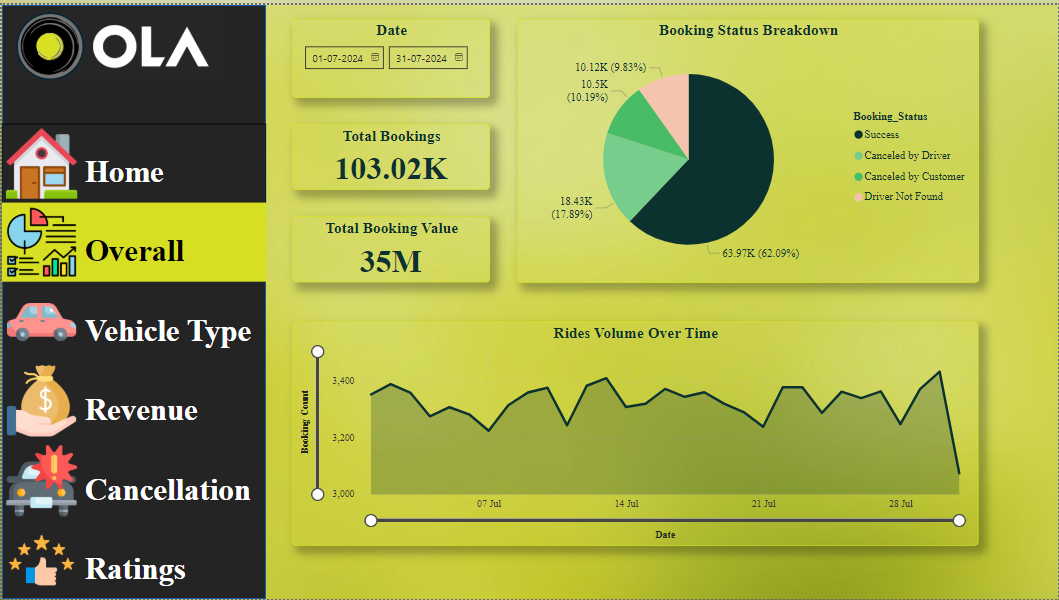 OLA
Home
Overall
Vehicle Type
Revenue
Cancellation
Ratings
Date
01-07-2024
31-07-2024
Total Bookings
103.02K
Total Booking Value
35M
Booking Status Breakdown
10.12K (9.83%)
10.5K
(10.19%)
18.43K
(17.89%)
63.97K (62.09%)
Booking_Status
Success
Canceled by Driver
Canceled by Customer
Driver Not Found
Rides Volume Over Time
Booking Count
3,400
3,200
3,000
07 Jul
14 Jul
21 Jul
28 Jul
Date